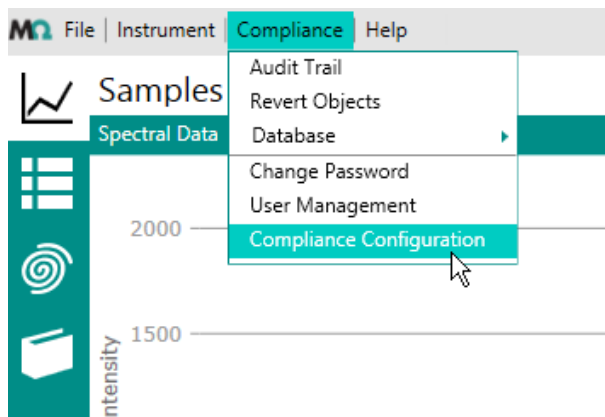 MΩ File | Instrument | Compliance | Help
Samples
Spectral Data
Audit Trail
Revert Objects
Database
Change Password
User Management
Compliance Configuration
2000
1500
ntensity